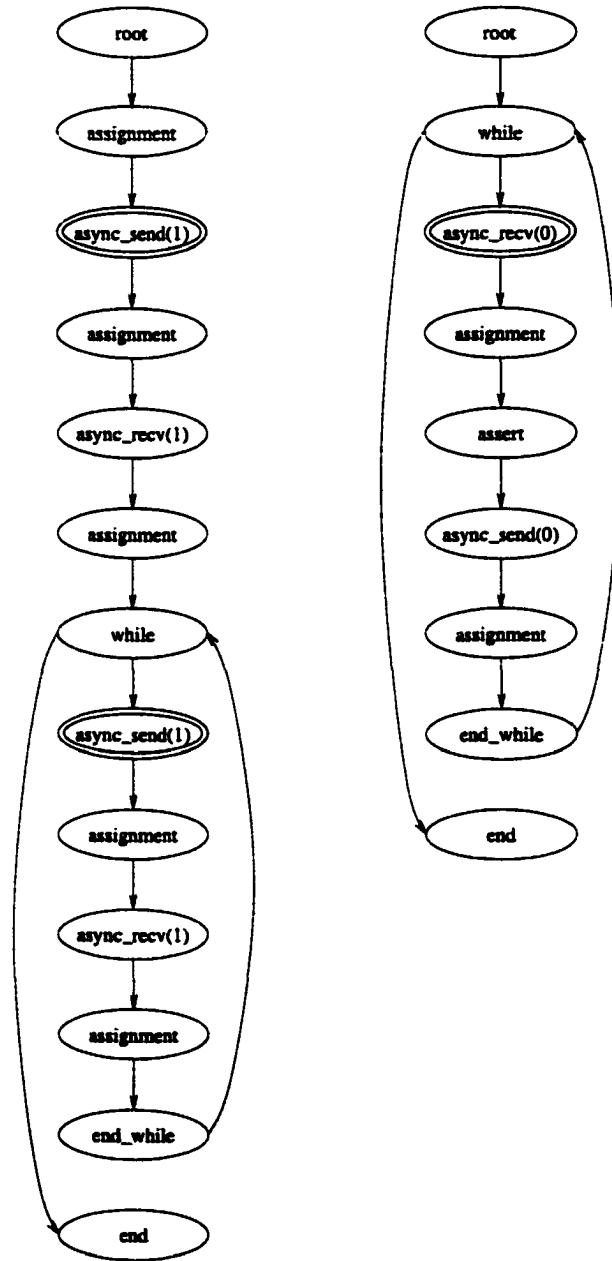 root
assignment
async_send(1)
assignment
async_recv(1)
assignment
while
async_send(1)
assignment
async_recv(1)
assignment
end_while
end
root
while
async_recv(0)
assignment
assert
async_send(0)
assignment
end_while
end